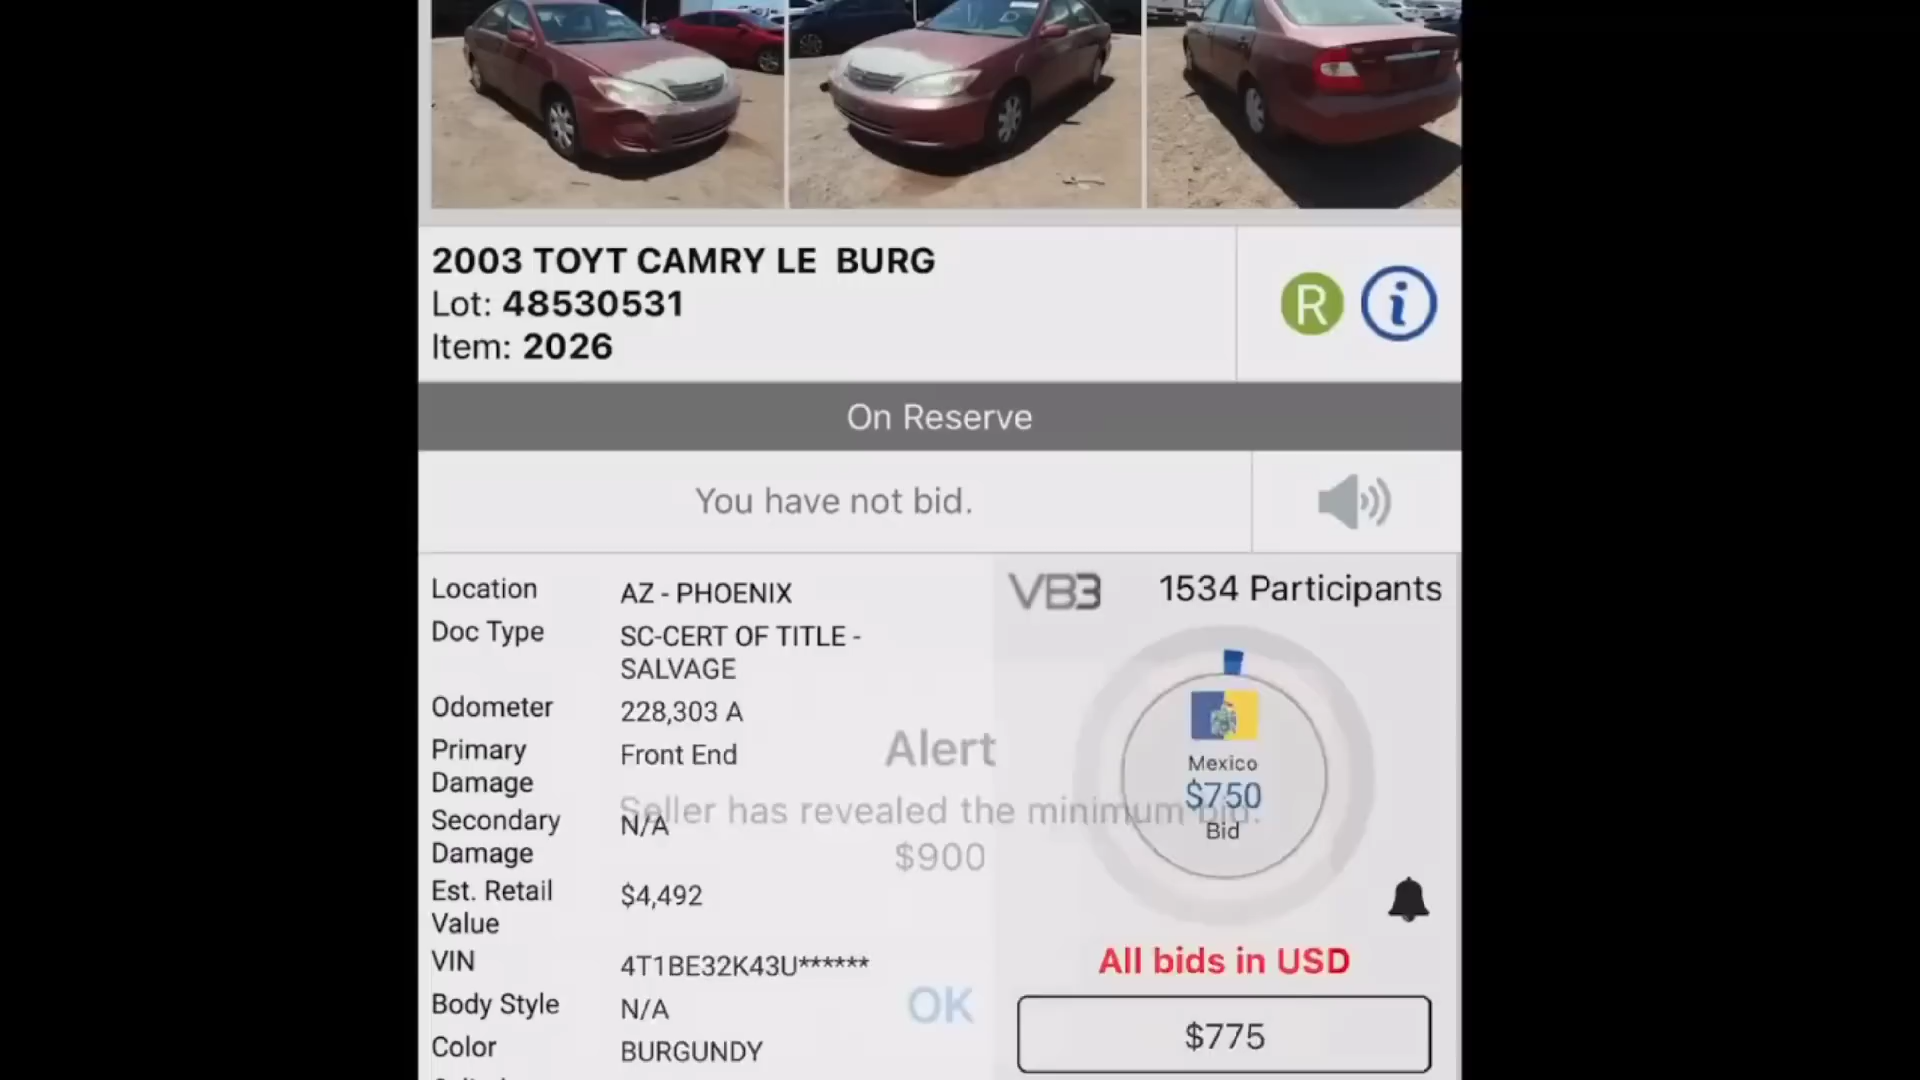 2003 TOYT CAMRY LE BURG
Lot: 48530531
Item: 2026
R
i
On Reserve
You have not bid.
Location AZ - PHOENIX
Doc Type SC-CERT OF TITLE -
SALVAGE
Odometer 228,303 A
Primary
Damage Front End
Secondary
Damage N/A
Est. Retail
Value $4,492
VIN 4T1BE32K43U******
Body Style N/A
Color BURGUNDY
VB3 1534 Participants
Mexico
$750
Bid
All bids in USD
$775
Alert
Seller has revealed the minimum bid:
$900
OK